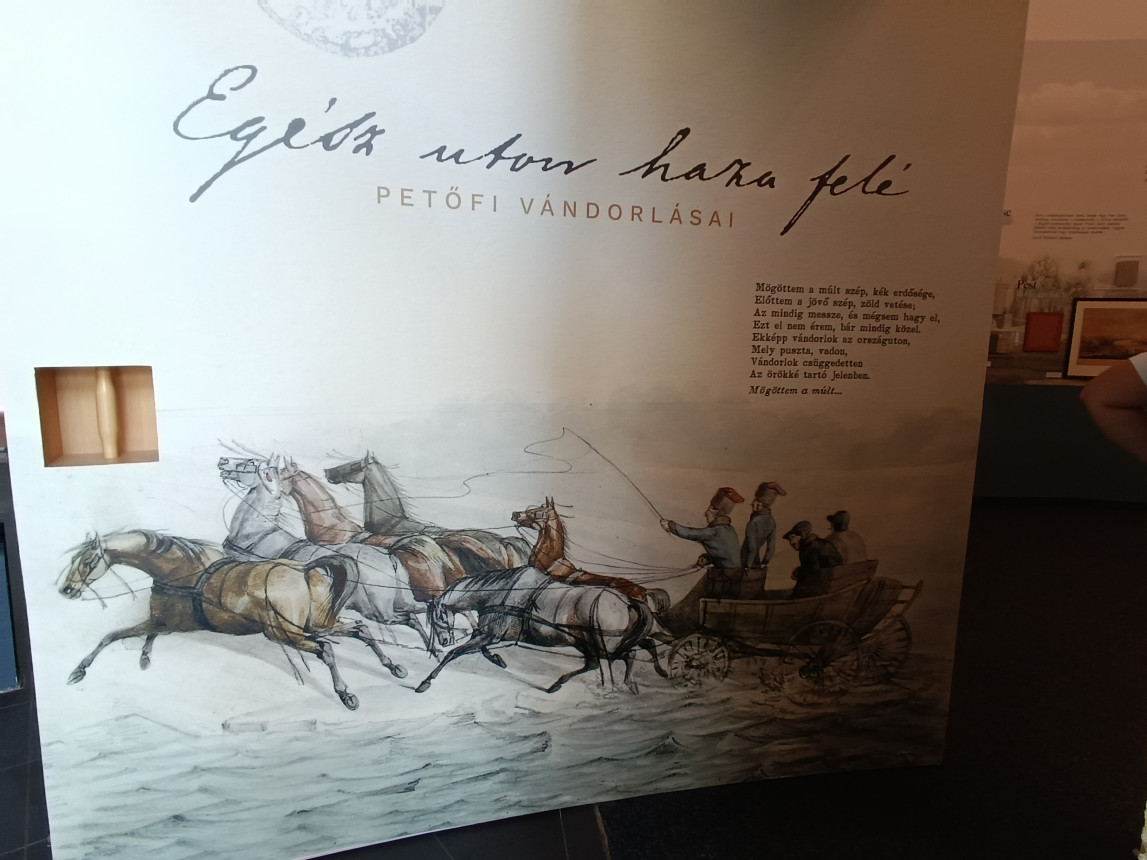 Egész uton haza felé
PETŐFI VÁNDORLÁSAI
Mögöttem a múlt szép, kék erdősége,
Előttem a jövő szép, zöld vetése;
Az mindig messze, és mégsem hagy el,
Ezt el nem érem, bár mindig közel.
Ekképp vándorlok az országuton,
Mely puszta, vadon,
Vándorlok csüggedetten
Az örökké tartó jelenben.
Mögöttem a múlt...
Pest